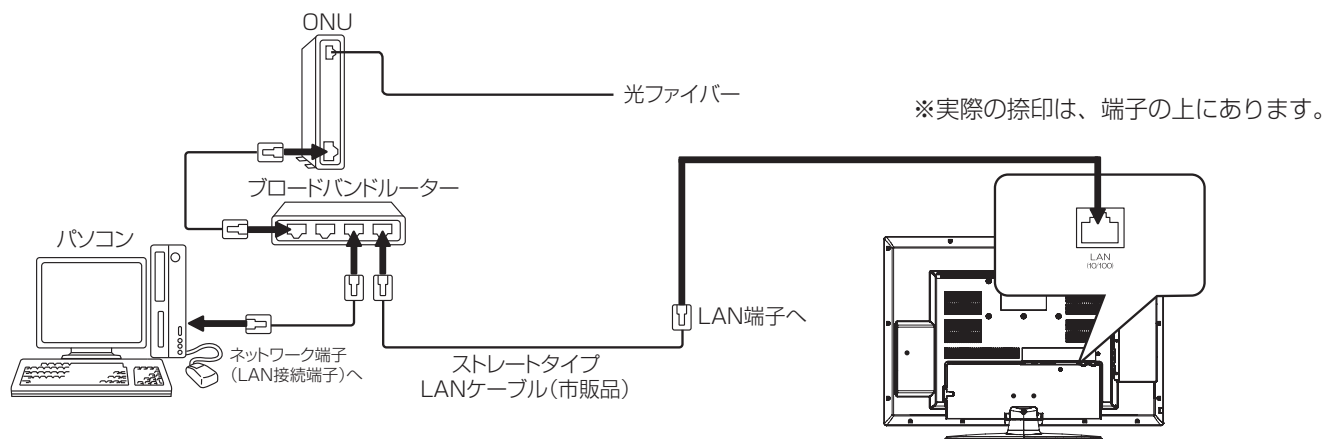 ONU
光ファイバー
※実際の捺印は、端子の上にあります。
ブロードバンドルーター
パソコン
LAN
(10/100)
LAN端子へ
ネットワーク端子
（LAN接続端子）へ
ストレートタイプ
LANケーブル（市販品）